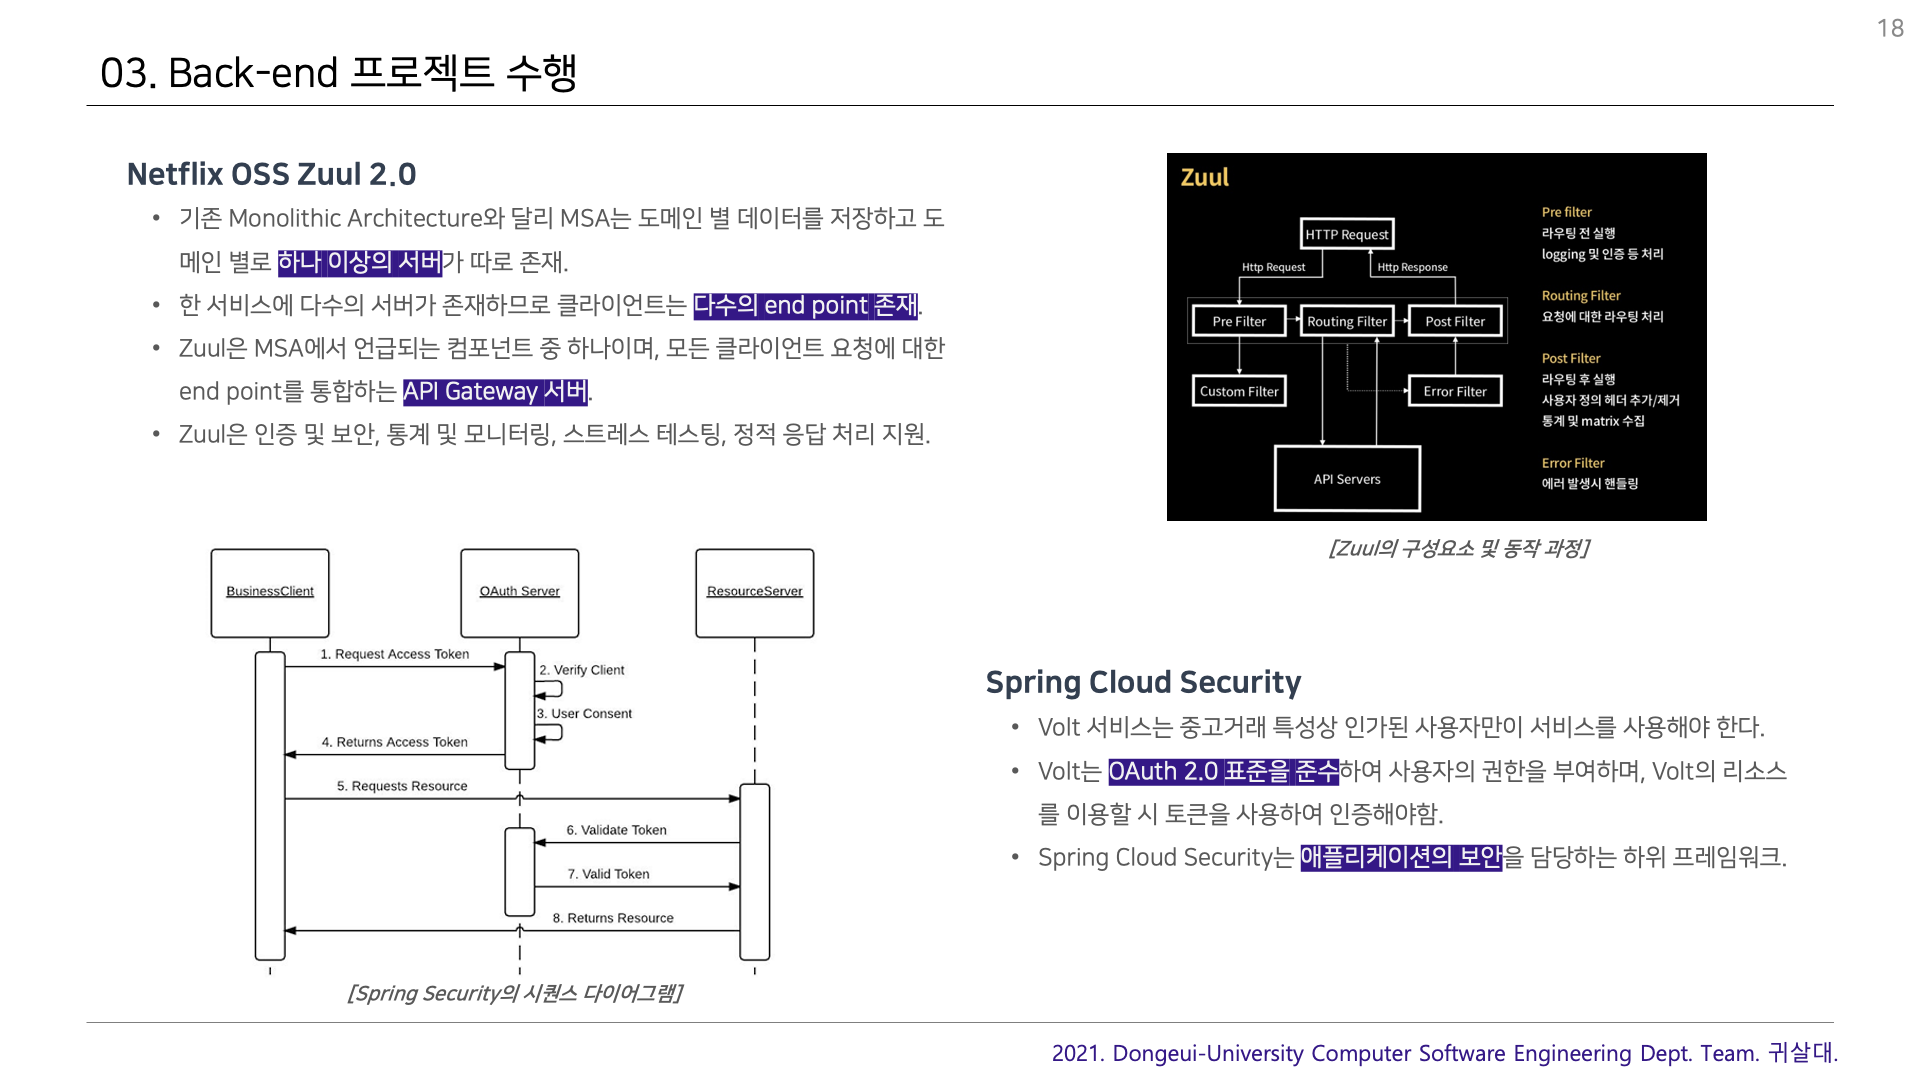 18
03. Back-end 프로젝트 수행
Netflix OSS Zuul 2.0
• 기존 Monolithic Architecture와 달리 MSA는 도메인 별 데이터를 저장하고 도
메인 별로 하나 이상의 서버가 따로 존재.
• 한 서비스에 다수의 서버가 존재하므로 클라이언트는 다수의 end point 존재.
• Zuul은 MSA에서 언급되는 컴포넌트 중 하나이며, 모든 클라이언트 요청에 대한
end point를 통합하는 API Gateway 서버.
• Zuul은 인증 및 보안, 통계 및 모니터링, 스트레스 테스팅, 정적 응답 처리 지원.
Zuul
HTTP Request
Http Request
Http Response
Pre Filter
Routing Filter
Post Filter
Custom Filter
Error Filter
API Servers
Pre filter
라우팅 전 실행
logging 및 인증 등 처리
Routing Filter
요청에 대한 라우팅 처리
Post Filter
라우팅 후 실행
사용자 정의 헤더 추가/제거
통계 및 matrix 수집
Error Filter
에러 발생시 핸들링
[Zuul의 구성요소 및 동작 과정]
BusinessClient
OAuth Server
ResourceServer
1. Request Access Token
2. Verify Client
3. User Consent
4. Returns Access Token
5. Requests Resource
6. Validate Token
7. Valid Token
8. Returns Resource
[Spring Security의 시퀀스 다이어그램]
Spring Cloud Security
• Volt 서비스는 중고거래 특성상 인가된 사용자만이 서비스를 사용해야 한다.
• Volt는 OAuth 2.0 표준을 준수하여 사용자의 권한을 부여하며, Volt의 리소스
를 이용할 시 토큰을 사용하여 인증해야함.
• Spring Cloud Security는 애플리케이션의 보안을 담당하는 하위 프레임워크.
2021. Dongeui-University Computer Software Engineering Dept. Team. 귀살대.